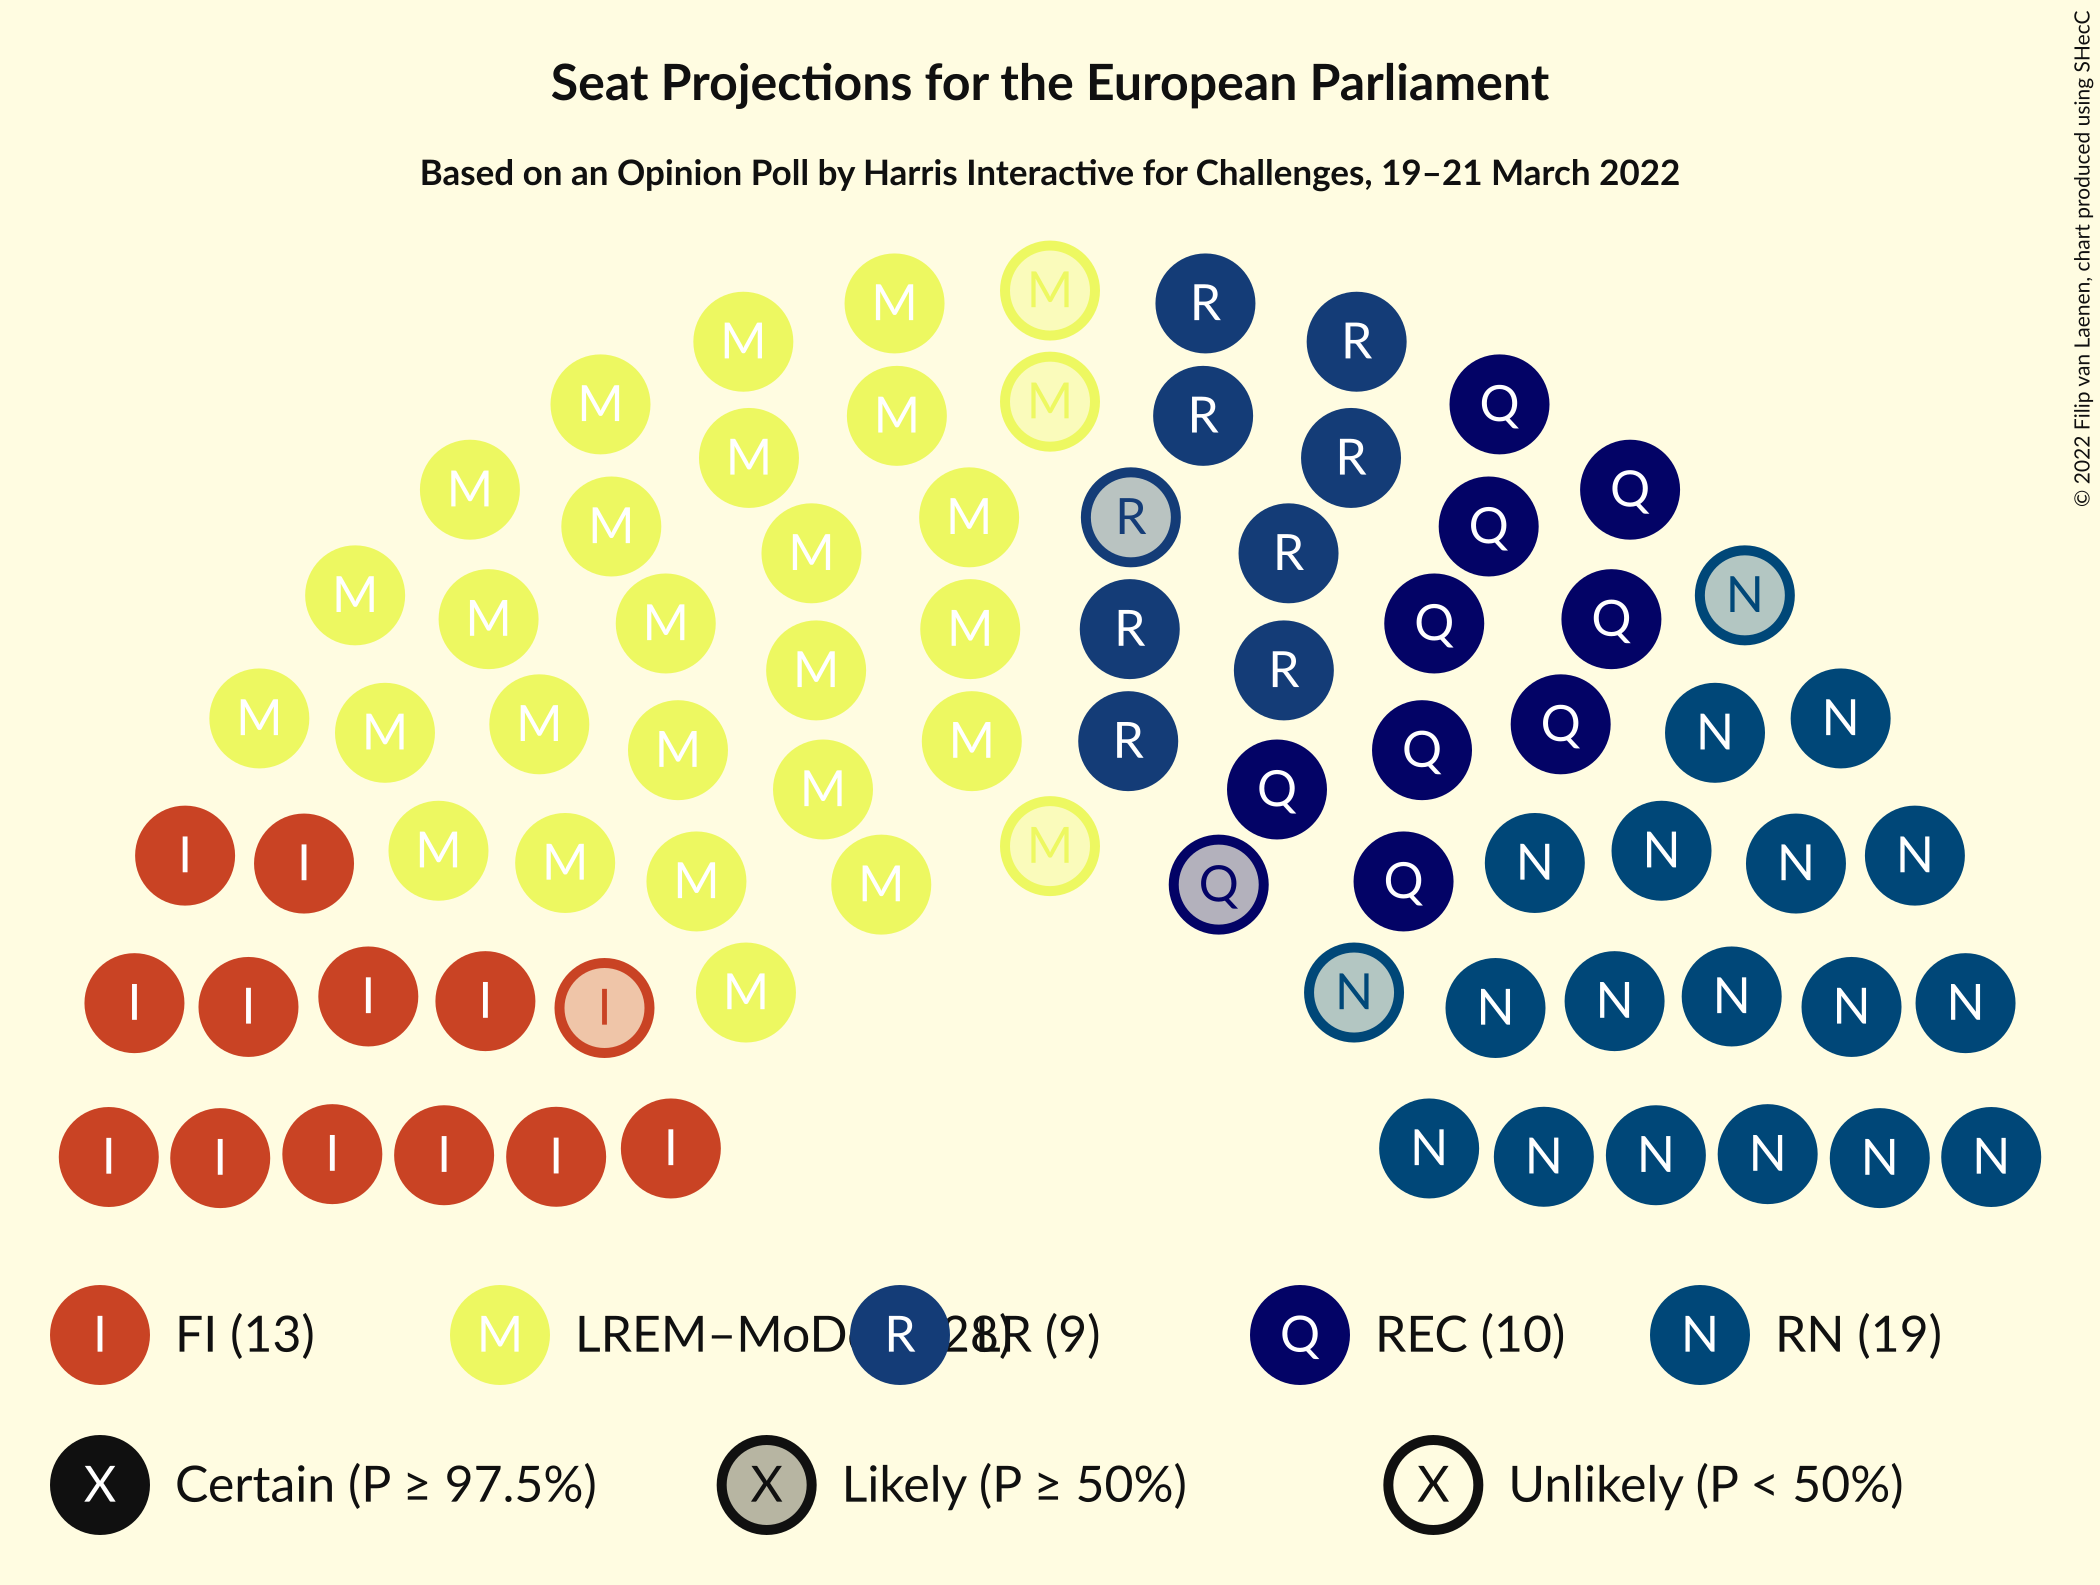 Seat Projections for the European Parliament
Based on an Opinion Poll by Harris Interactive for Challenges, 19–21 March 2022
© 2022 Filip van Laenen, chart produced using SHecC
M M M R R
M M M R R Q
M M M R R Q Q
M M M R R Q Q N
M M M M R R Q Q
M M M M M R Q Q N N
I I M M M M M Q Q N N N N
I I I I I M N N N N N N
I I I I I I N N N N N N
I FI (13) M LREM–MoD 28) R LR (9) Q REC (10) N RN (19)
X Certain (P ≥ 97.5%) X Likely (P ≥ 50%) X Unlikely (P < 50%)